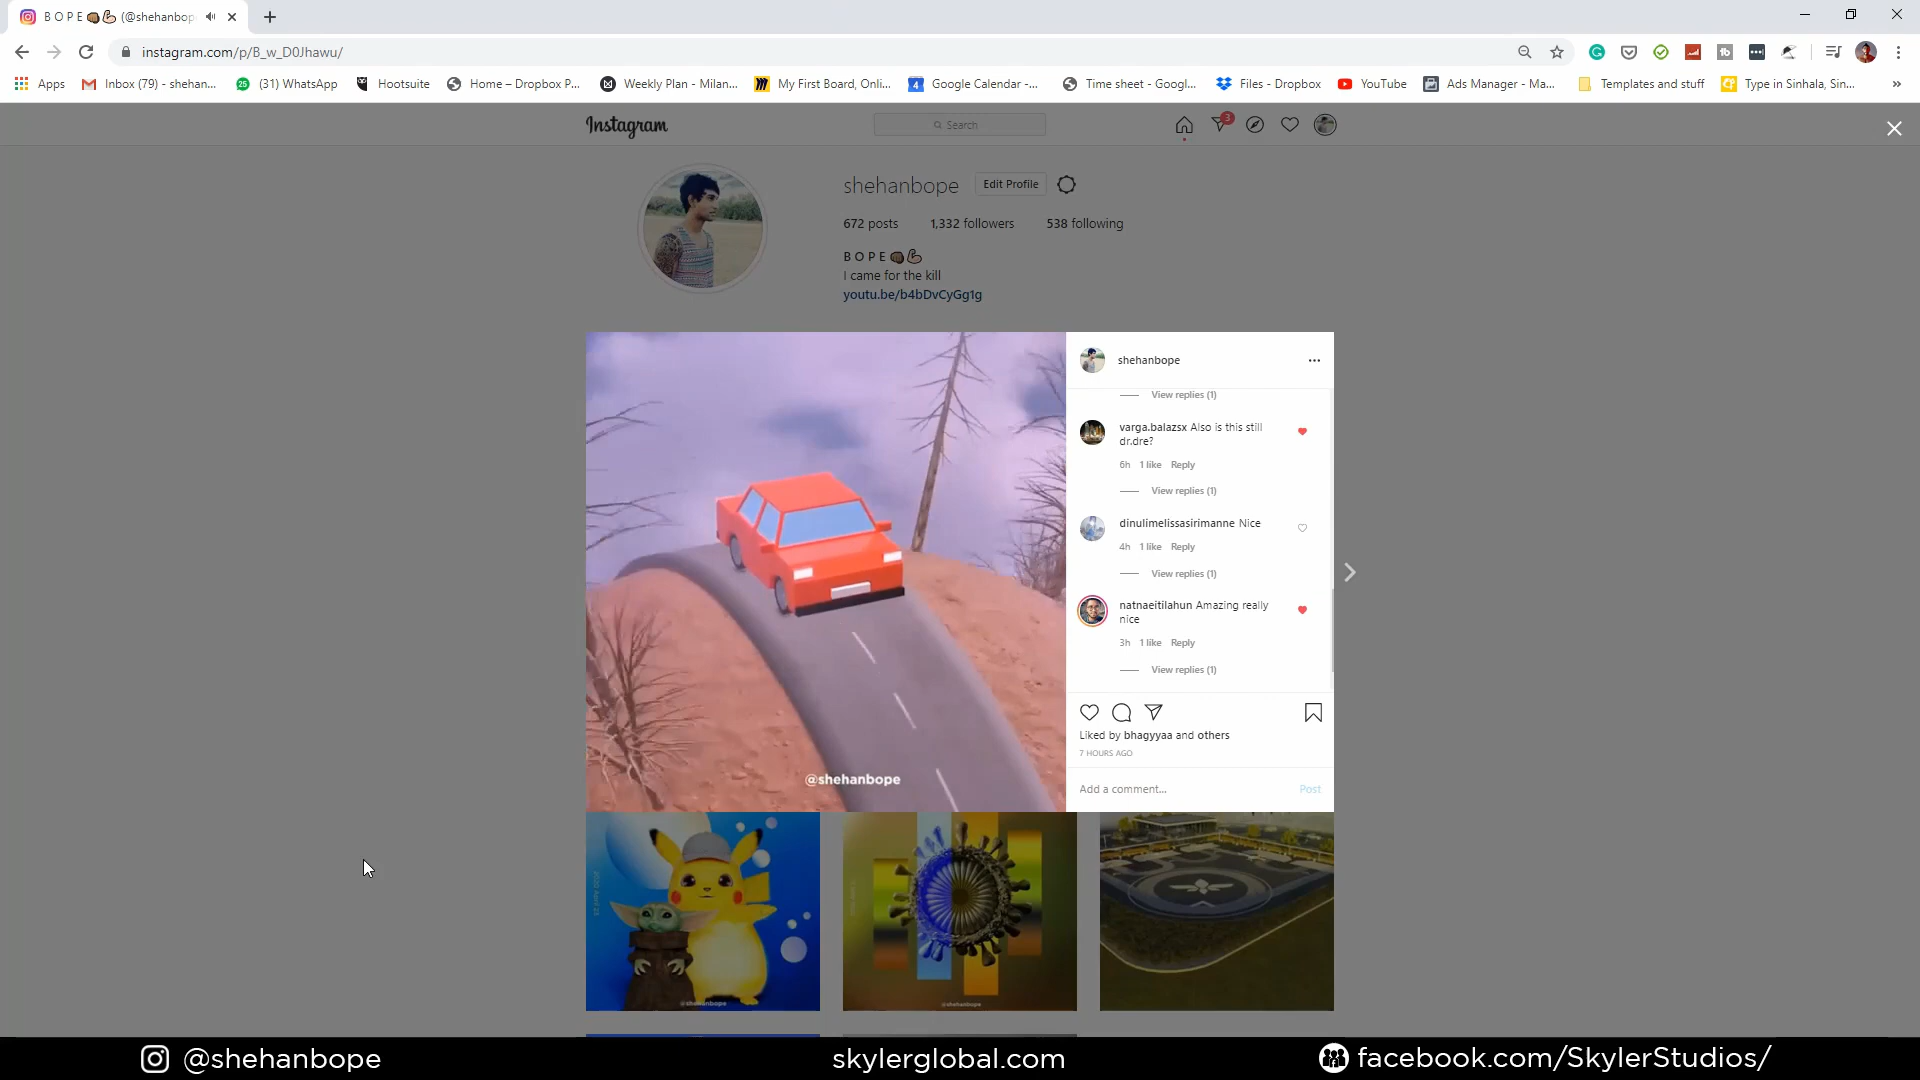 B O P E (@shehanbop
instagram.com/p/B_w_D0Jhawu/
Apps
Inbox (79) - shehan...
(31) WhatsApp
Hootsuite
Home – Dropbox P...
Weekly Plan - Milan...
My First Board, Onli...
Google Calendar -...
Time sheet - Googl...
Files - Dropbox
YouTube
Ads Manager - Ma...
Templates and stuff
Type in Sinhala, Sin...
Instagram
Search
3
shehanbope
Edit Profile
672 posts 1,332 followers 538 following
B O P E
I came for the kill
youtu.be/b4bDvCyGg1g
@shehanbope
shehanbope
View replies (1)
varga.balazsx Also is this still
dr.dre?
6h 1 like Reply
View replies (1)
dinulimelissasirimanne Nice
4h 1 like Reply
View replies (1)
natnaeitilahun Amazing really
nice
3h 1 like Reply
View replies (1)
Liked by bhagyyaa and others
7 HOURS AGO
Add a comment...
Post
@shehanbope
@shehanbope
@shehanbope
skylerglobal.com
facebook.com/SkylerStudios/